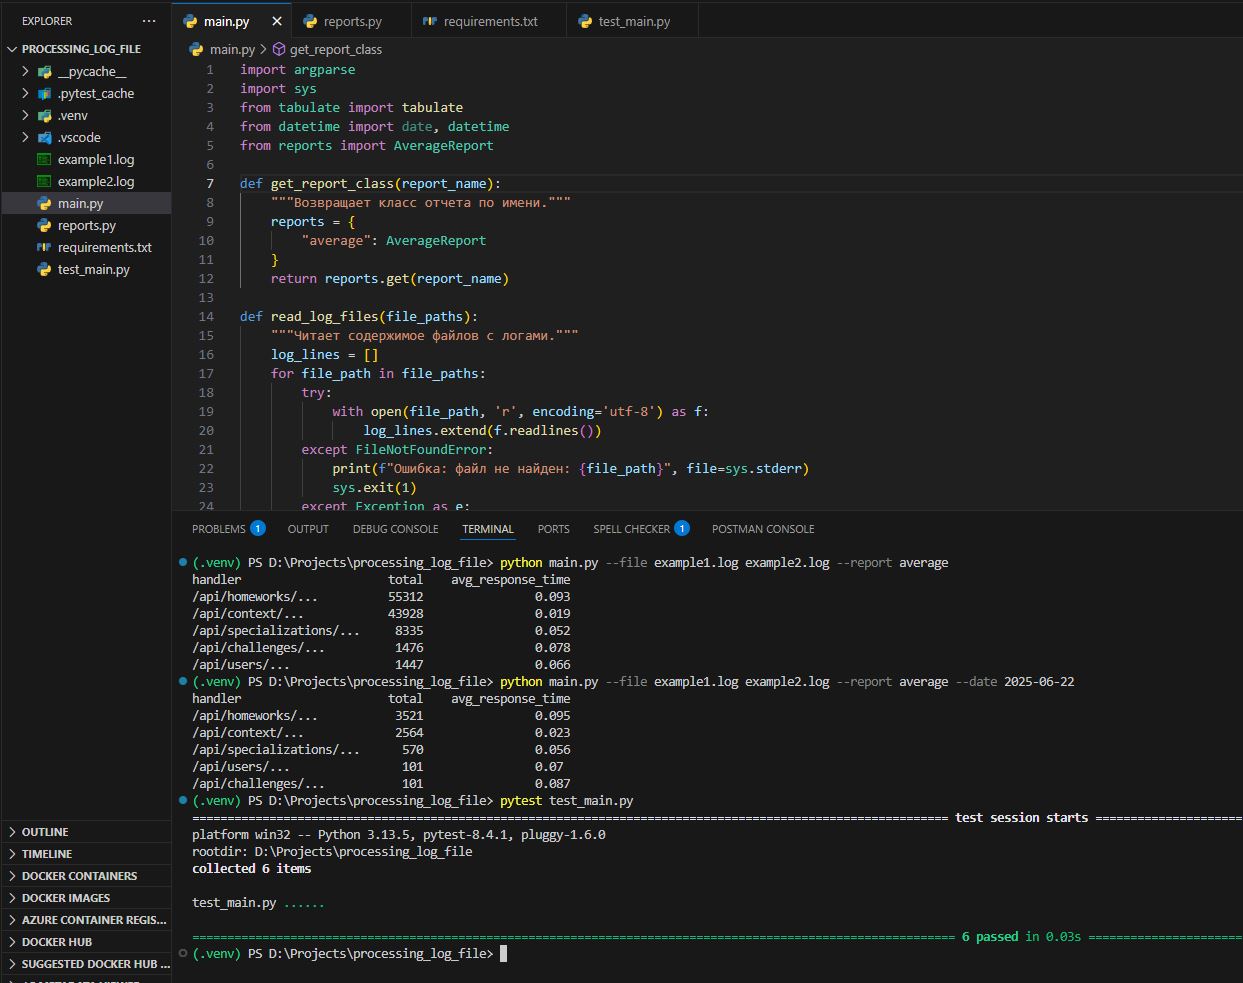 EXPLORER
PROCESSING_LOG_FILE
__pycache__
.pytest_cache
.venv
.vscode
example1.log
example2.log
main.py
reports.py
requirements.txt
test_main.py
OUTLINE
TIMELINE
DOCKER CONTAINERS
DOCKER IMAGES
AZURE CONTAINER REGIS...
DOCKER HUB
SUGGESTED DOCKER HUB ...
main.py reports.py requirements.txt test_main.py
main.py > get_report_class
1 import argparse
2 import sys
3 from tabulate import tabulate
4 from datetime import date, datetime
5 from reports import AverageReport
6
7 def get_report_class(report_name):
8 """Возвращает класс отчета по имени."""
9 reports = {
10 "average": AverageReport
11 }
12 return reports.get(report_name)
13
14 def read_log_files(file_paths):
15 """Читает содержимое файлов с логами."""
16 log_lines = []
17 for file_path in file_paths:
18 try:
19 with open(file_path, 'r', encoding='utf-8') as f:
20 log_lines.extend(f.readlines())
21 except FileNotFoundError:
22 print(f"Ошибка: файл не найден: {file_path}", file=sys.stderr)
23 sys.exit(1)
24 except Exception as e:
PROBLEMS 1 OUTPUT DEBUG CONSOLE TERMINAL PORTS SPELL CHECKER 1 POSTMAN CONSOLE
(.venv) PS D:\Projects\processing_log_file> python main.py --file example1.log example2.log --report average
handler total avg_response_time
/api/homeworks/... 55312 0.093
/api/context/... 43928 0.019
/api/specializations/... 8335 0.052
/api/challenges/... 1476 0.078
/api/users/... 1447 0.066
(.venv) PS D:\Projects\processing_log_file> python main.py --file example1.log example2.log --report average --date 2025-06-22
handler total avg_response_time
/api/homeworks/... 3521 0.095
/api/context/... 2564 0.023
/api/specializations/... 570 0.056
/api/users/... 101 0.07
/api/challenges/... 101 0.087
(.venv) PS D:\Projects\processing_log_file> pytest test_main.py
test session starts
platform win32 -- Python 3.13.5, pytest-8.4.1, pluggy-1.6.0
rootdir: D:\Projects\processing_log_file
collected 6 items
test_main.py ......
6 passed in 0.03s
(.venv) PS D:\Projects\processing_log_file>